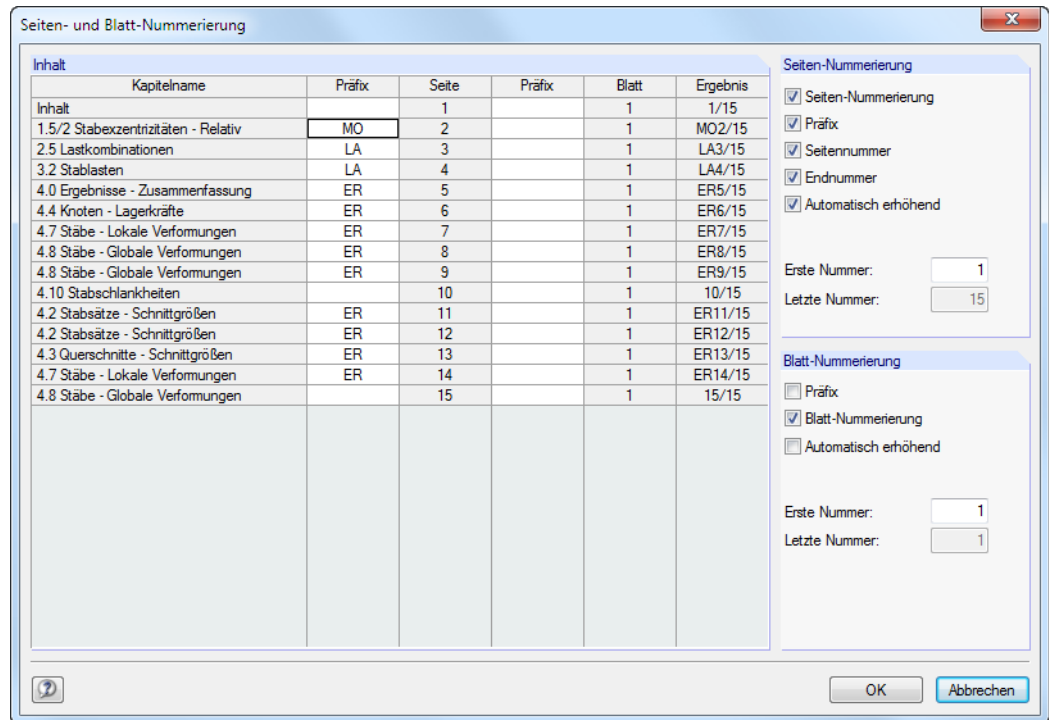 Seiten- und Blatt-Nummerierung
Inhalt
Kapitelname Präfix Seite Präfix Blatt Ergebnis
Inhalt 1 1 1/15
1.5/2 Stabexzentrizitäten - Relativ MO 2 1 MO2/15
2.5 Lastkombinationen LA 3 1 LA3/15
3.2 Stablasten LA 4 1 LA4/15
4.0 Ergebnisse - Zusammenfassung ER 5 1 ER5/15
4.4 Knoten - Lagerkräfte ER 6 1 ER6/15
4.7 Stäbe - Lokale Verformungen ER 7 1 ER7/15
4.8 Stäbe - Globale Verformungen ER 8 1 ER8/15
4.8 Stäbe - Globale Verformungen ER 9 1 ER9/15
4.10 Stabschlankheiten 10 1 10/15
4.2 Stabsätze - Schnittgrößen ER 11 1 ER11/15
4.2 Stabsätze - Schnittgrößen ER 12 1 ER12/15
4.3 Querschnitte - Schnittgrößen ER 13 1 ER13/15
4.7 Stäbe - Lokale Verformungen ER 14 1 ER14/15
4.8 Stäbe - Globale Verformungen 15 1 15/15
Seiten-Nummerierung
Seiten-Nummerierung
Präfix
Seitennummer
Endnummer
Automatisch erhöhend
Erste Nummer: 1
Letzte Nummer: 15
Blatt-Nummerierung
Präfix
Blatt-Nummerierung
Automatisch erhöhend
Erste Nummer: 1
Letzte Nummer: 1
OK Abbrechen